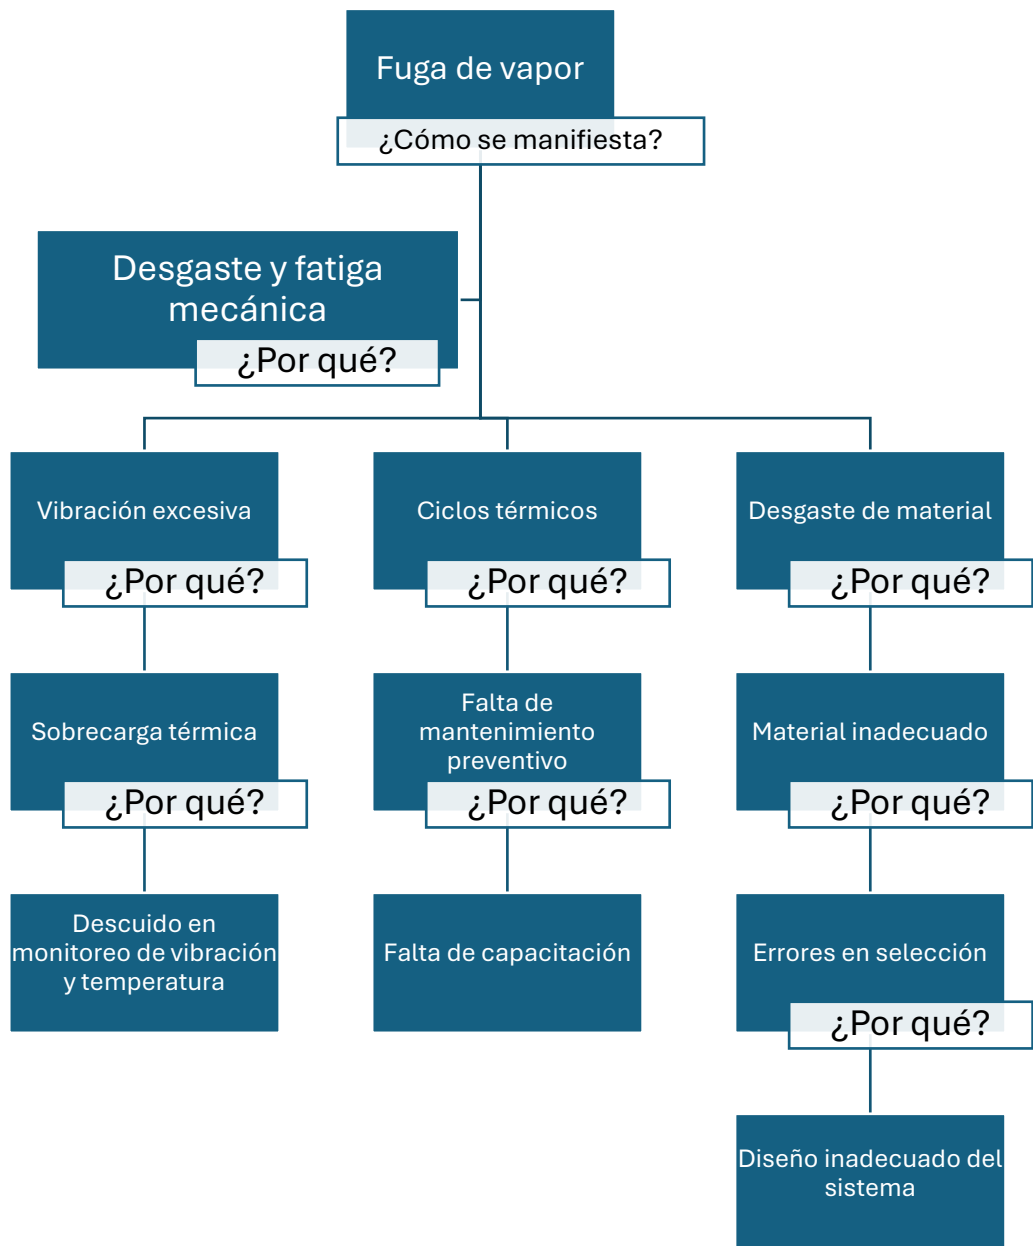 Fuga de vapor
¿Cómo se manifiesta?
Desgaste y fatiga
mecánica
¿Por qué?
Vibración excesiva
¿Por qué?
Ciclos térmicos
¿Por qué?
Desgaste de material
¿Por qué?
Sobrecarga térmica
¿Por qué?
Falta de
mantenimiento
preventivo
¿Por qué?
Material inadecuado
¿Por qué?
Descuido en
monitoreo de vibración
y temperatura
Falta de capacitación
Errores en selección
¿Por qué?
Diseño inadecuado del
sistema